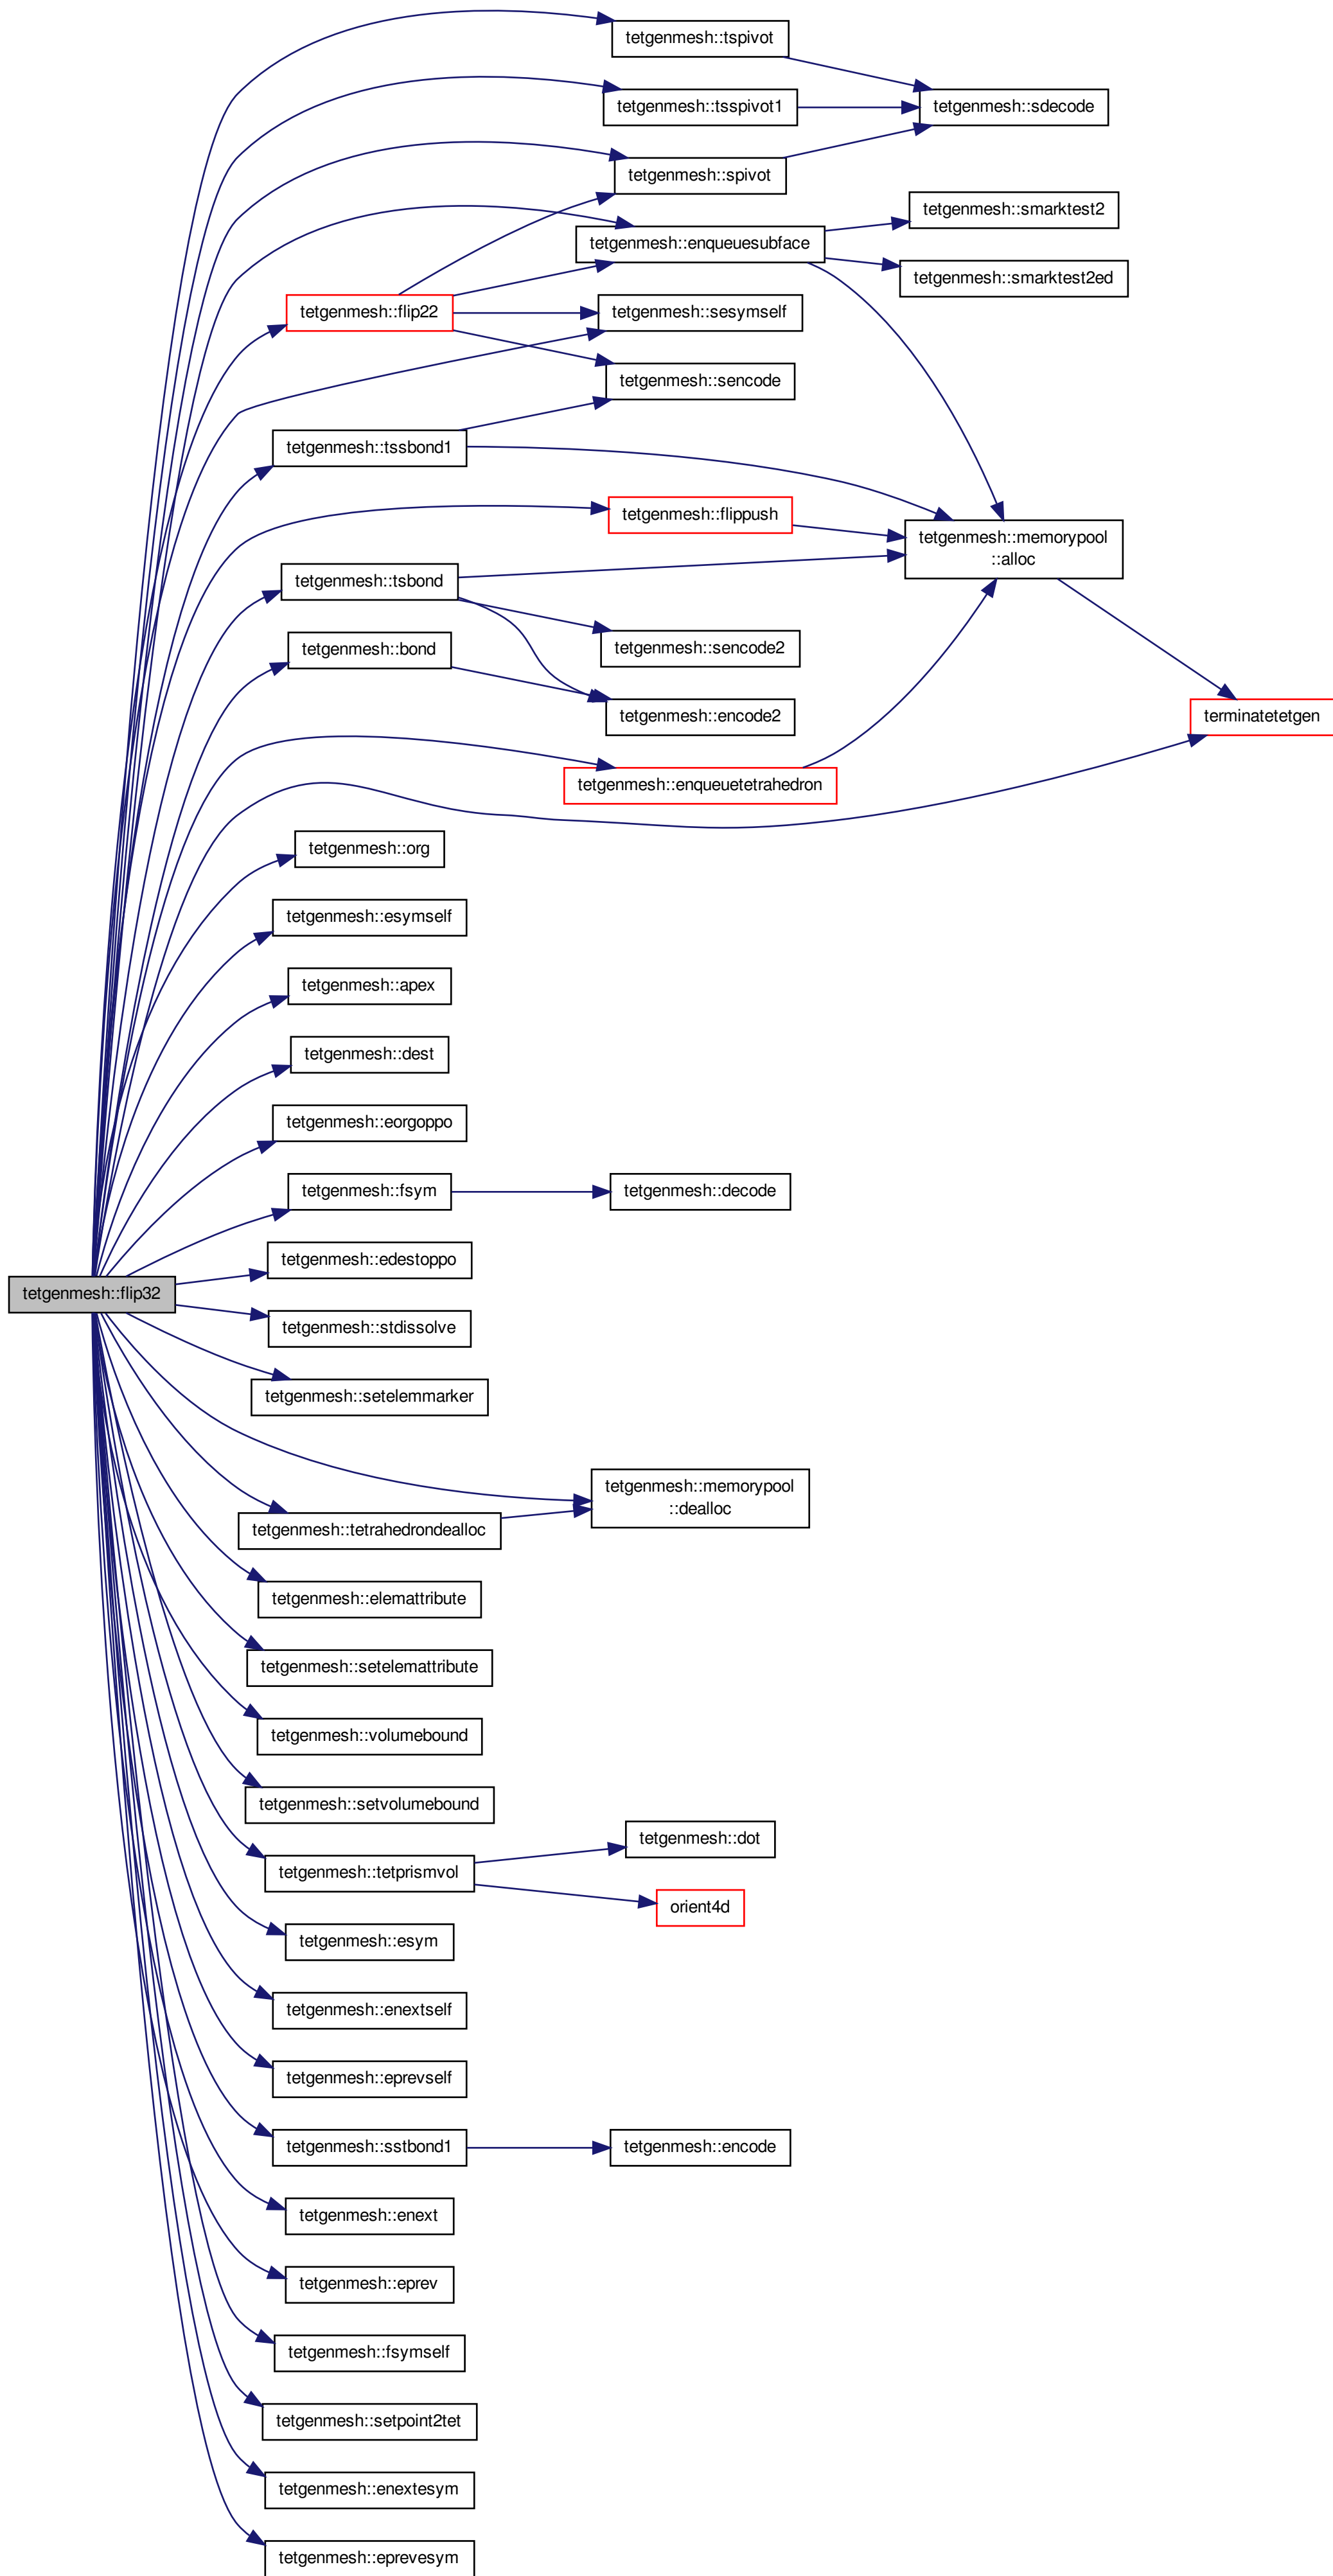 tetgenmesh::tspivot
tetgenmesh::tsspivot1
tetgenmesh::sdecode
tetgenmesh::spivot
tetgenmesh::smarktest2
tetgenmesh::enqueuesubface
tetgenmesh::smarktest2ed
tetgenmesh::flip22
tetgenmesh::sesymself
tetgenmesh::sencode
tetgenmesh::tssbond1
tetgenmesh::flippush
tetgenmesh::memorypool
::alloc
tetgenmesh::tsbond
tetgenmesh::bond
tetgenmesh::sencode2
tetgenmesh::encode2
terminatetetgen
tetgenmesh::enqueuetetrahedron
tetgenmesh::org
tetgenmesh::esymself
tetgenmesh::apex
tetgenmesh::dest
tetgenmesh::eorgoppo
tetgenmesh::fsym
tetgenmesh::decode
tetgenmesh::edestoppo
tetgenmesh::flip32
tetgenmesh::stdissolve
tetgenmesh::setelemmarker
tetgenmesh::memorypool
::dealloc
tetgenmesh::tetrahedrondealloc
tetgenmesh::elemattribute
tetgenmesh::setelemattribute
tetgenmesh::volumebound
tetgenmesh::setvolumebound
tetgenmesh::dot
tetgenmesh::tetprismvol
orient4d
tetgenmesh::esym
tetgenmesh::enextself
tetgenmesh::eprevself
tetgenmesh::sstbond1
tetgenmesh::encode
tetgenmesh::enext
tetgenmesh::eprev
tetgenmesh::fsymself
tetgenmesh::setpoint2tet
tetgenmesh::enextesym
tetgenmesh::eprevesym